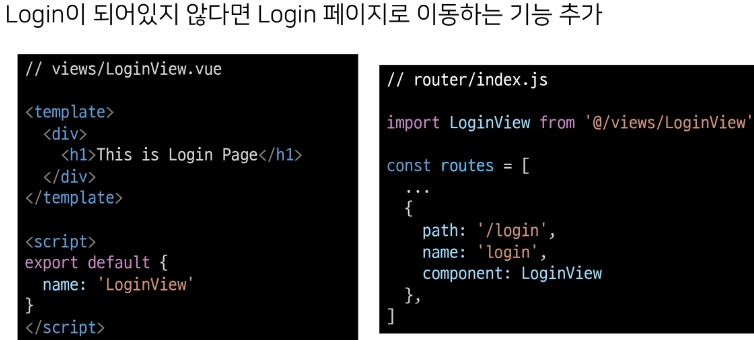 Login이 되어있지 않다면 Login 페이지로 이동하는 기능 추가
// views/LoginView.vue
<template>
  <div>
    <h1>This is Login Page</h1>
  </div>
</template>
<script>
export default {
  name: 'LoginView'
}
</script>
// router/index.js
import LoginView from '@/views/LoginView'
const routes = [
  ...
  {
    path: '/login',
    name: 'login',
    component: LoginView
  },
]